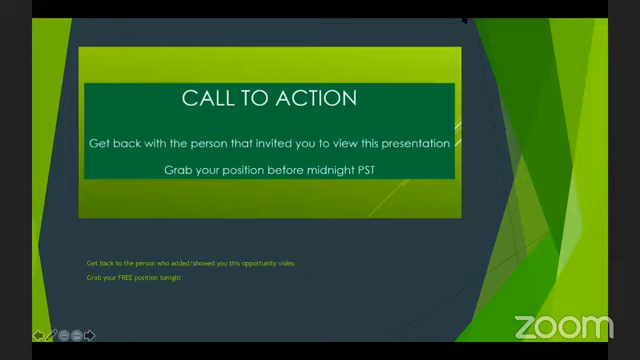 CALL TO ACTION
Get back with the person that invited you to view this presentation
Grab your position before midnight PST
Get back to the person who added/showed you this opportunity video
Grab your FREE position tonight
zoom